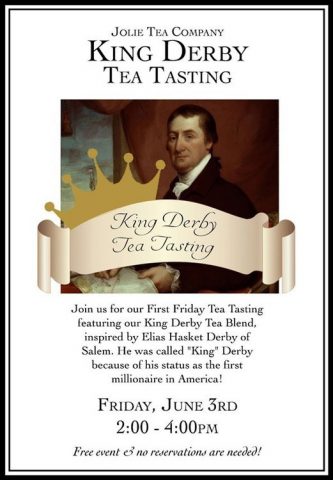 Jolie Tea Company
King Derby
Tea Tasting
King Derby
Tea Tasting
Join us for our First Friday Tea Tasting
featuring our King Derby Tea Blend,
inspired by Elias Hasket Derby of
Salem. He was called "King" Derby
because of his status as the first
millionaire in America!
Friday, June 3rd
2:00 - 4:00pm
Free event & no reservations are needed!